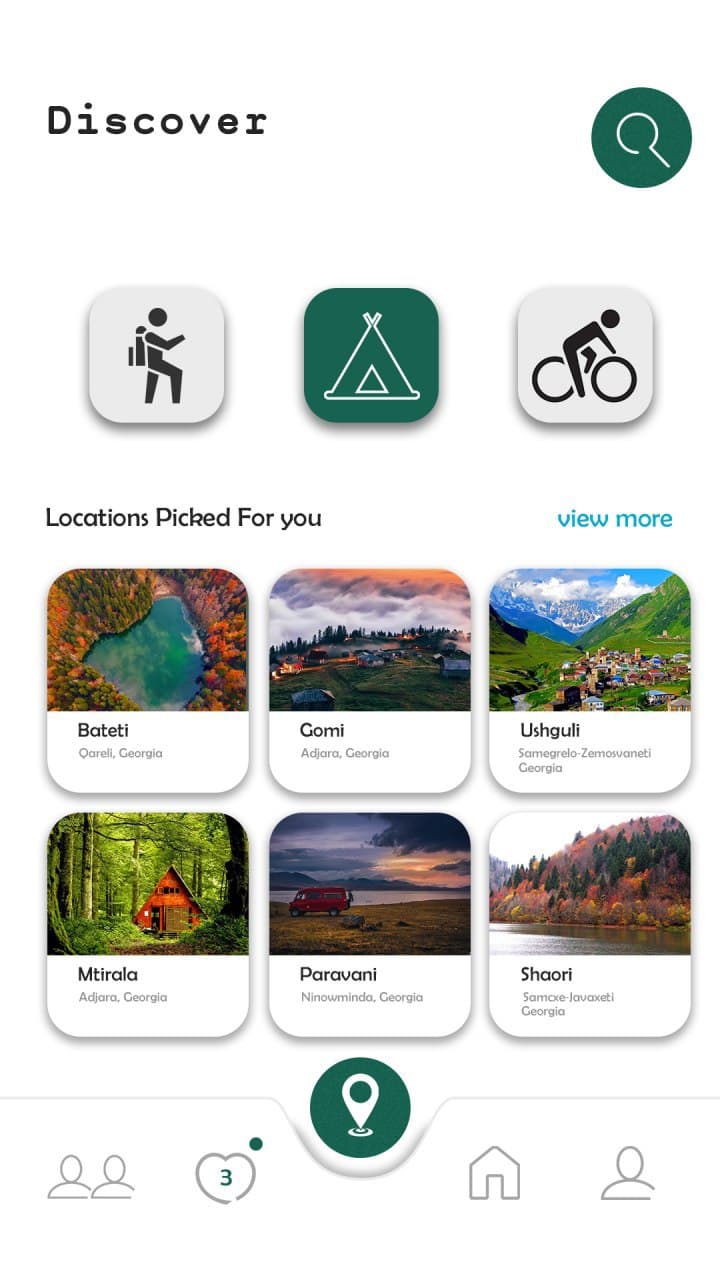 Discover
Locations Picked For you
view more
Bateti
Qareli, Georgia
Gomi
Adjara, Georgia
Ushguli
Samegrelo-Zemosvaneti
Georgia
Mtirala
Adjara, Georgia
Paravani
Ninowminda, Georgia
Shaori
Samcxe-Javaxeti
Georgia
3